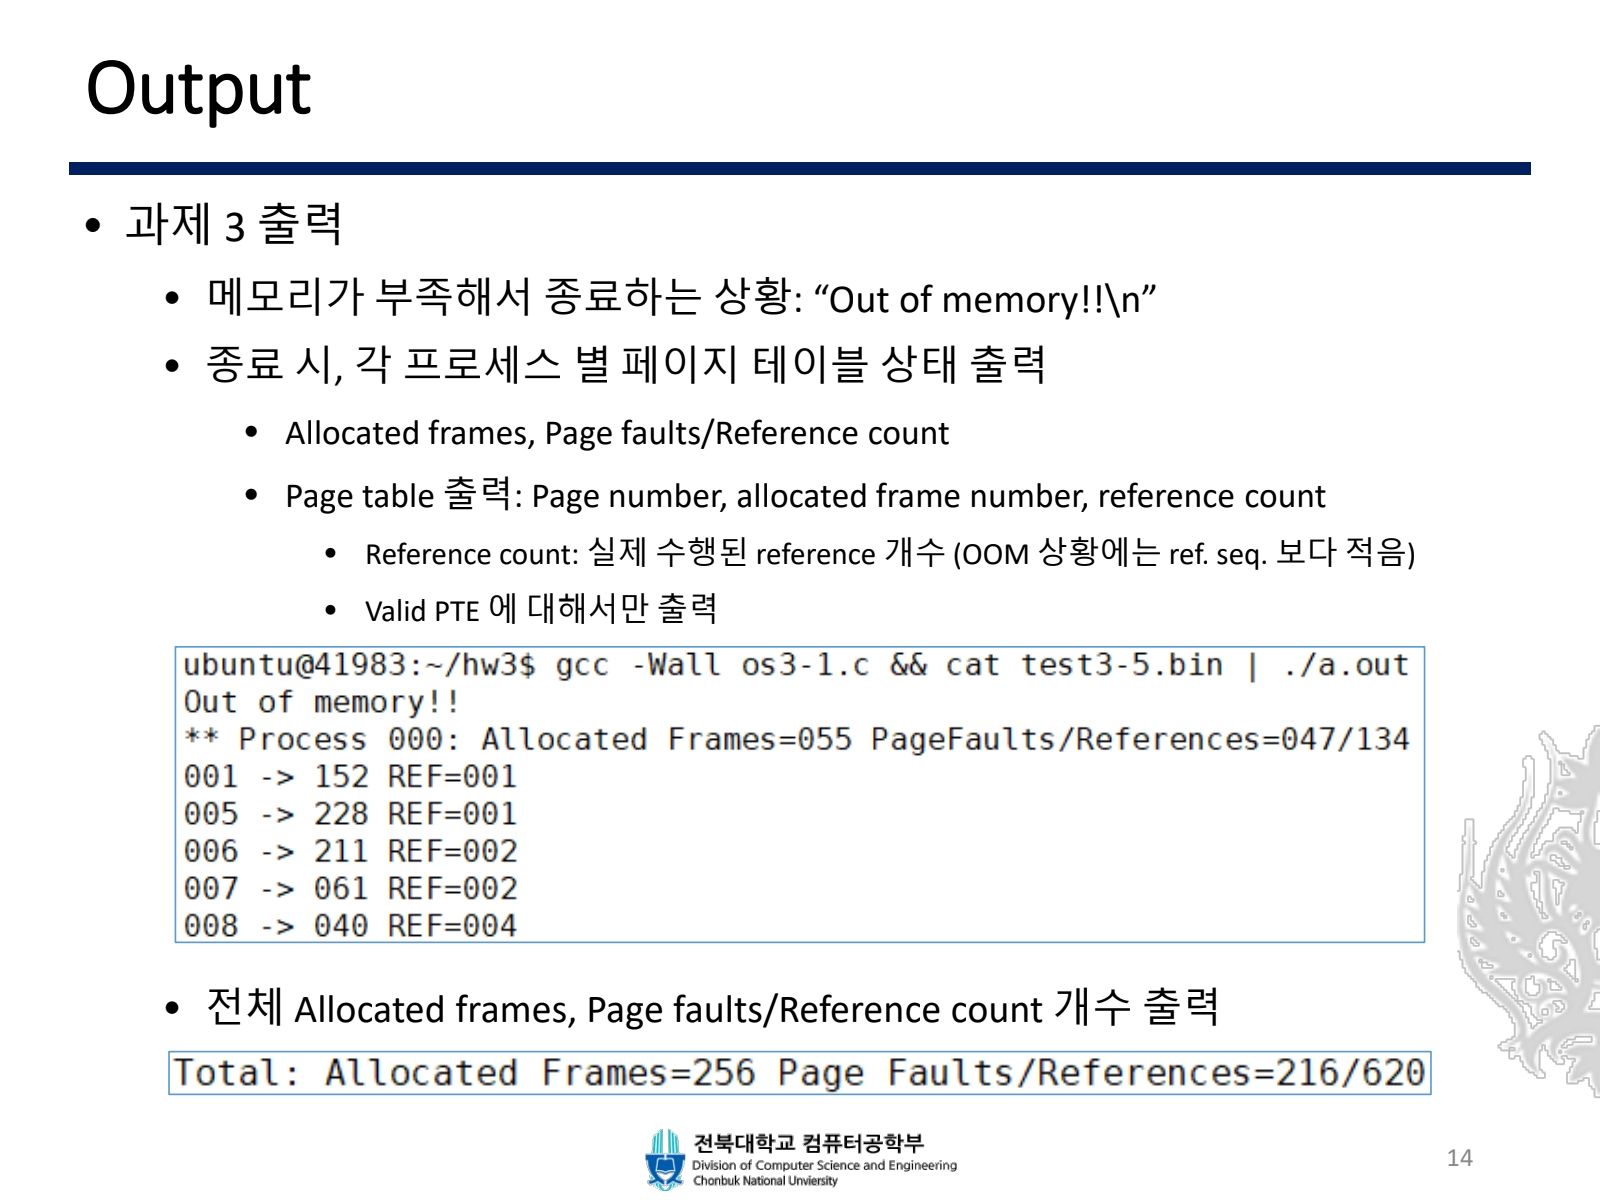 Output
• 과제 3 출력
• 메모리가 부족해서 종료하는 상황: “Out of memory!!\n”
• 종료 시, 각 프로세스 별 페이지 테이블 상태 출력
• Allocated frames, Page faults/Reference count
• Page table 출력: Page number, allocated frame number, reference count
• Reference count: 실제 수행된 reference 개수 (OOM 상황에는 ref. seq. 보다 적음)
• Valid PTE 에 대해서만 출력
ubuntu@41983:~/hw3$ gcc -Wall os3-1.c && cat test3-5.bin | ./a.out
Out of memory!!
** Process 000: Allocated Frames=055 PageFaults/References=047/134
001 -> 152 REF=001
005 -> 228 REF=001
006 -> 211 REF=002
007 -> 061 REF=002
008 -> 040 REF=004
• 전체 Allocated frames, Page faults/Reference count 개수 출력
Total: Allocated Frames=256 Page Faults/References=216/620
전북대학교 컴퓨터공학부
Division of Computer Science and Engineering
Chonbuk National Unviersity
14